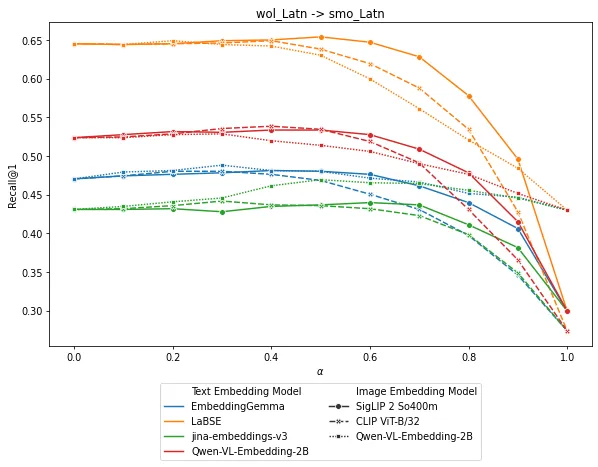 wol_Latn -> smo_Latn
Recall@1
0.65
0.60
0.55
0.50
0.45
0.40
0.35
0.30
0.0 0.2 0.4 0.6 0.8 1.0
α
Text Embedding Model Image Embedding Model
EmbeddingGemma SigLIP 2 So400m
LaBSE CLIP ViT-B/32
jina-embeddings-v3 Qwen-VL-Embedding-2B
Qwen-VL-Embedding-2B